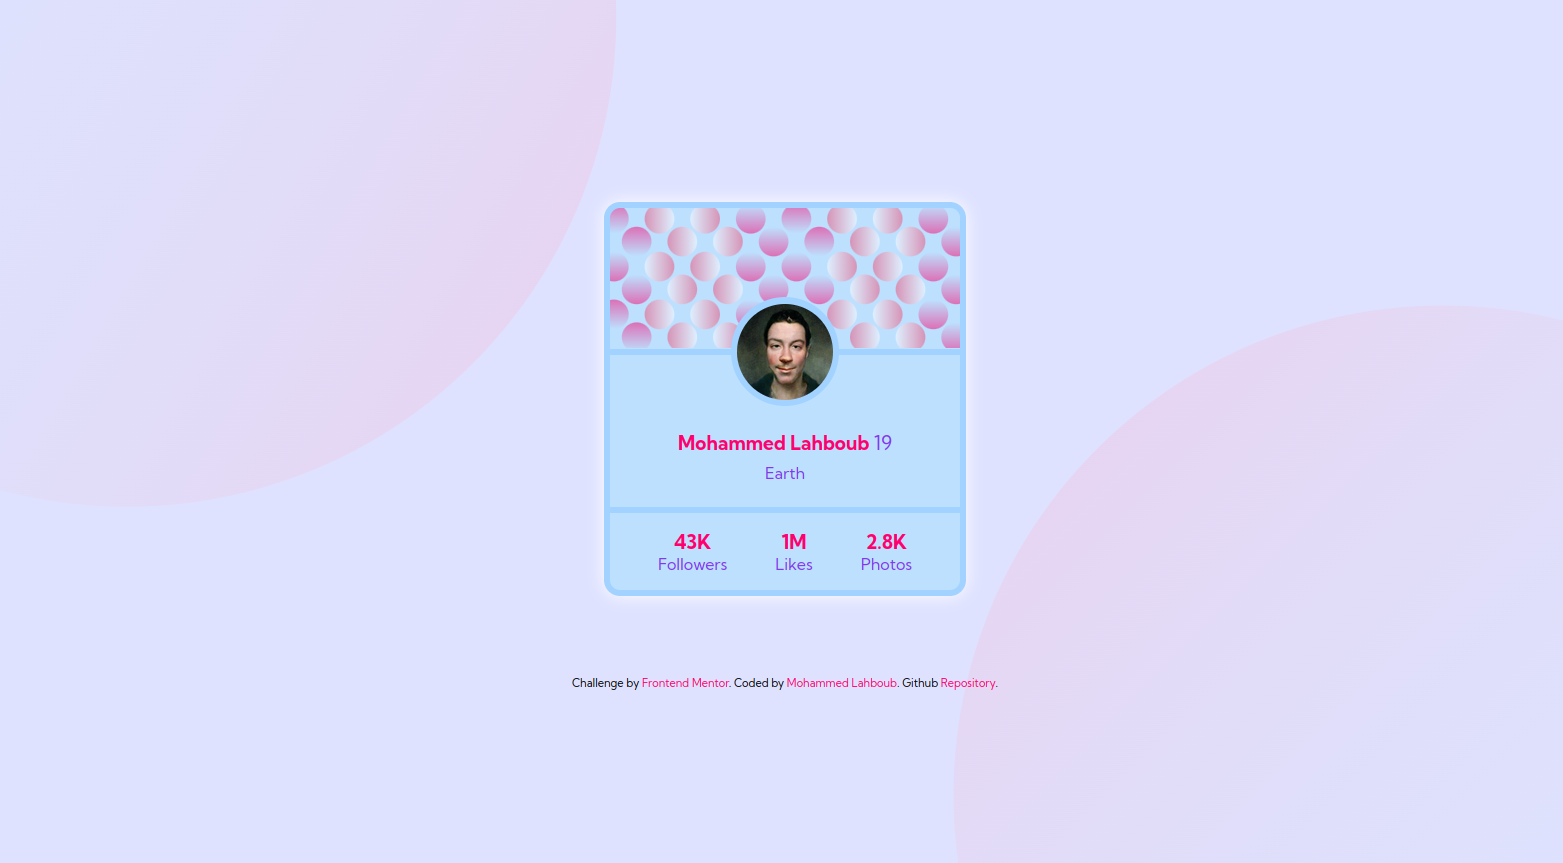 Mohammed Lahboub 19
Earth
43K 1M 2.8K
Followers Likes Photos
Challenge by Frontend Mentor. Coded by Mohammed Lahboub. Github Repository.